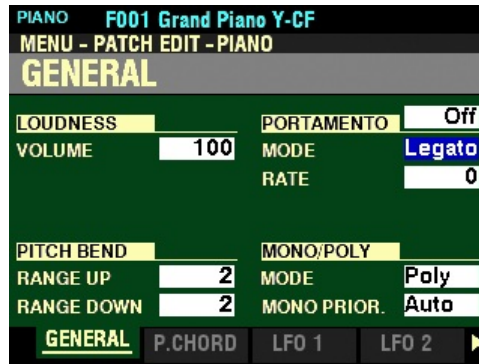 PIANO F001 Grand Piano Y-CF
MENU - PATCH EDIT - PIANO
GENERAL
LOUDNESS
VOLUME 100
PORTAMENTO Off
MODE Legato
RATE 0
PITCH BEND
RANGE UP 2
RANGE DOWN 2
MONO/POLY
MODE Poly
MONO PRIOR. Auto
GENERAL P.CHORD LFO 1 LFO 2